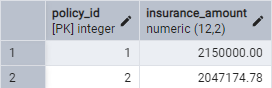 policy_id insurance_amount
[PK] integer numeric (12,2)
1 1 2150000.00
2 2 2047174.78